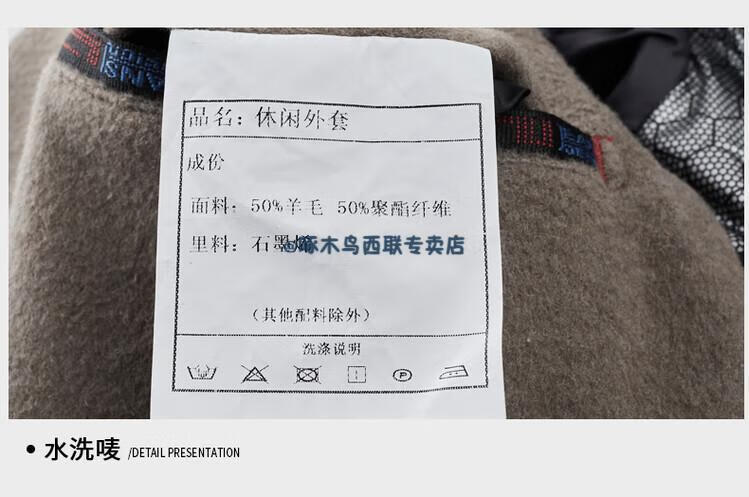 品名：休闲外套
成份
面料：50%羊毛 50%聚酯纤维
里料：石墨烯
@啄木鸟西联专卖店
（其他配料除外）
洗涤说明
P
• 水洗唛 /DETAIL PRESENTATION